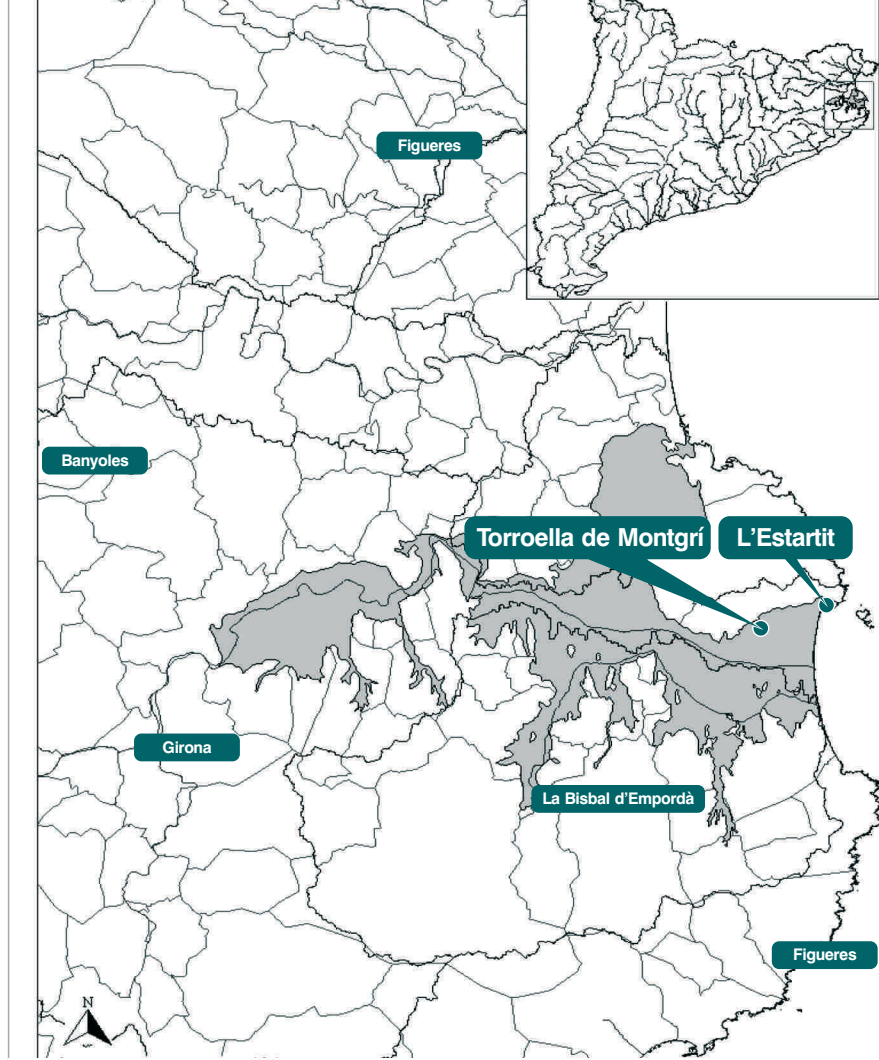 Figueres
Banyoles
Torroella de Montgrí
L’Estartit
Girona
La Bisbal d’Empordà
Figueres
N